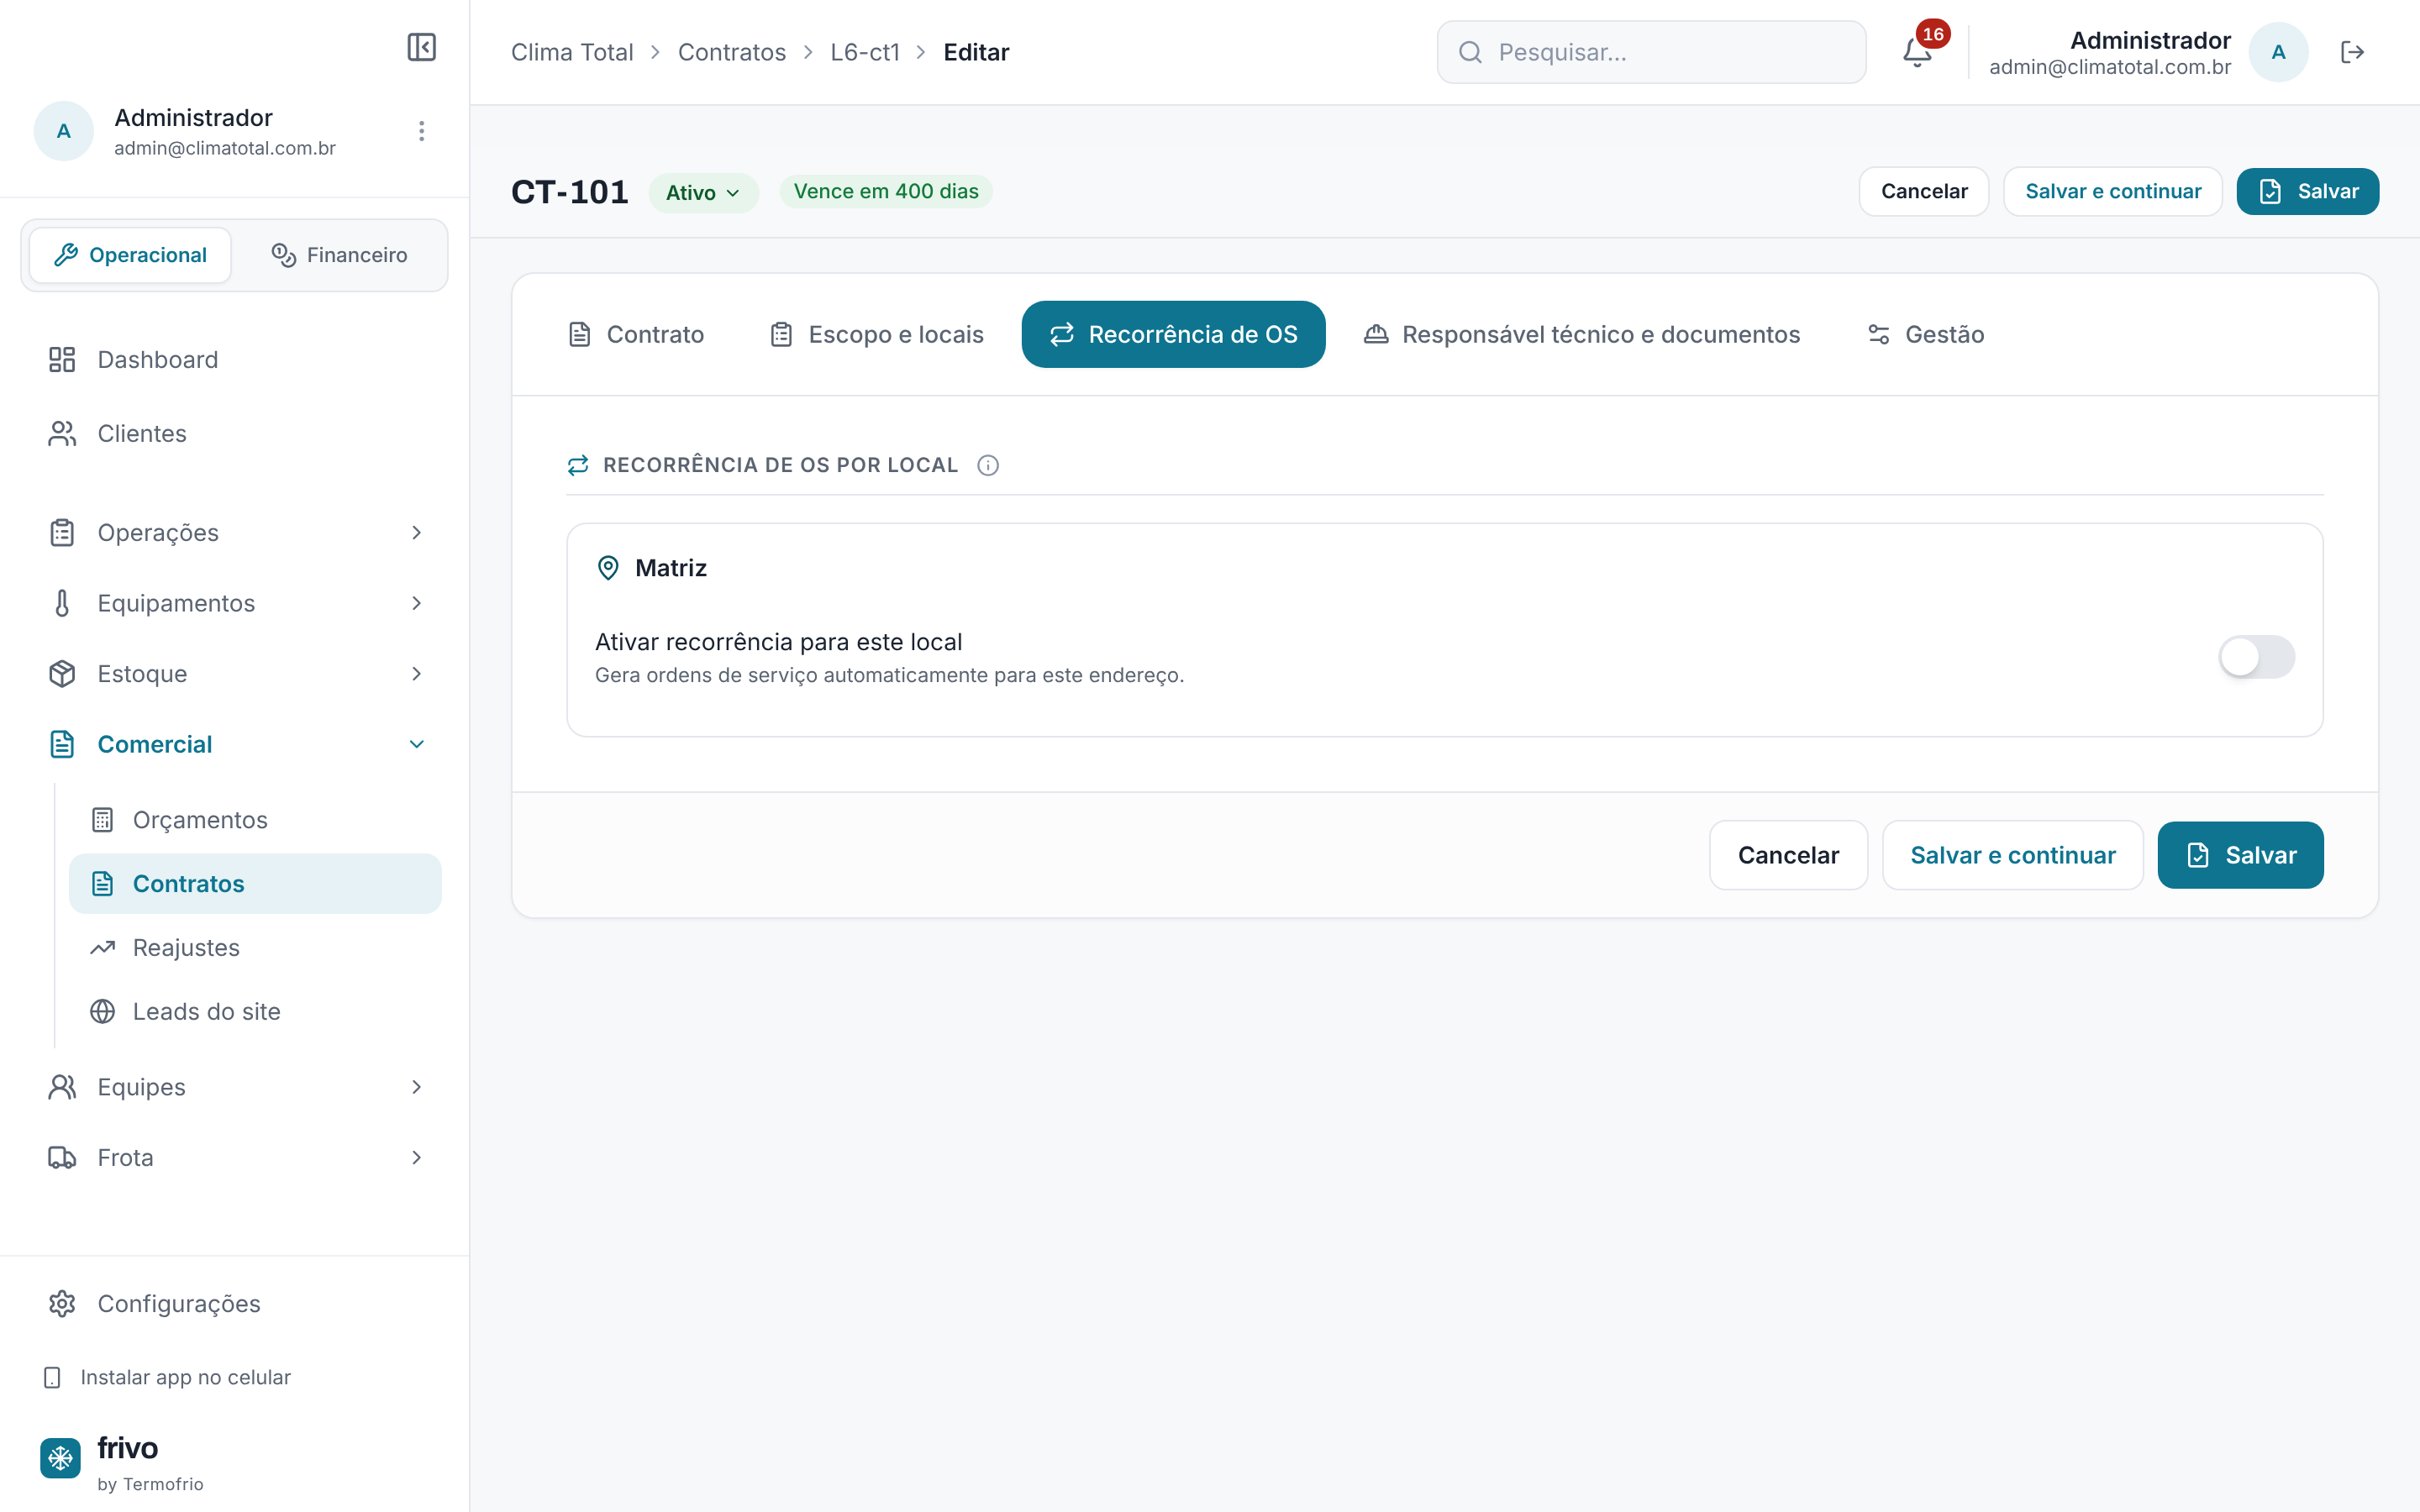 Clima Total > Contratos > L6-ct1 > Editar
Pesquisar...
16
Administrador
admin@climatotal.com.br
A
A
Administrador
admin@climatotal.com.br
Operacional
Financeiro
Dashboard
Clientes
Operações
Equipamentos
Estoque
Comercial
Orçamentos
Contratos
Reajustes
Leads do site
Equipes
Frota
Configurações
Instalar app no celular
frivo
by Termofrio
CT-101
Ativo
Vence em 400 dias
Cancelar
Salvar e continuar
Salvar
Contrato
Escopo e locais
Recorrência de OS
Responsável técnico e documentos
Gestão
RECORRÊNCIA DE OS POR LOCAL
Matriz
Ativar recorrência para este local
Gera ordens de serviço automaticamente para este endereço.
Cancelar
Salvar e continuar
Salvar